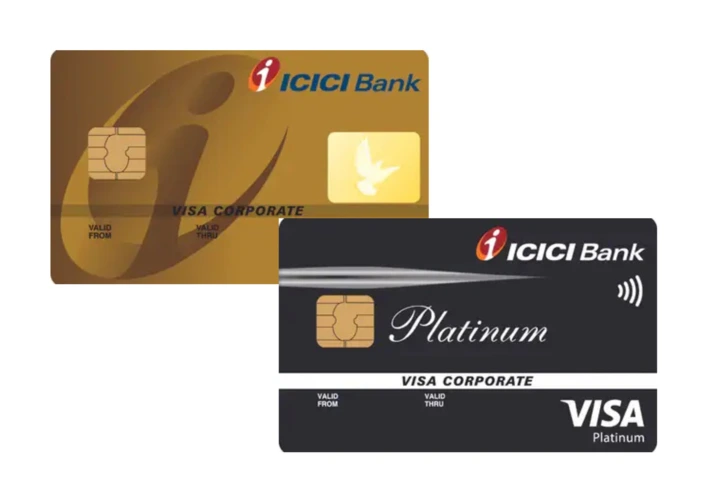 ICICI Bank
VISA CORPORATE
VALID FROM
VALID THRU
ICICI Bank
Platinum
VISA CORPORATE
VALID FROM
VALID THRU
VISA
Platinum